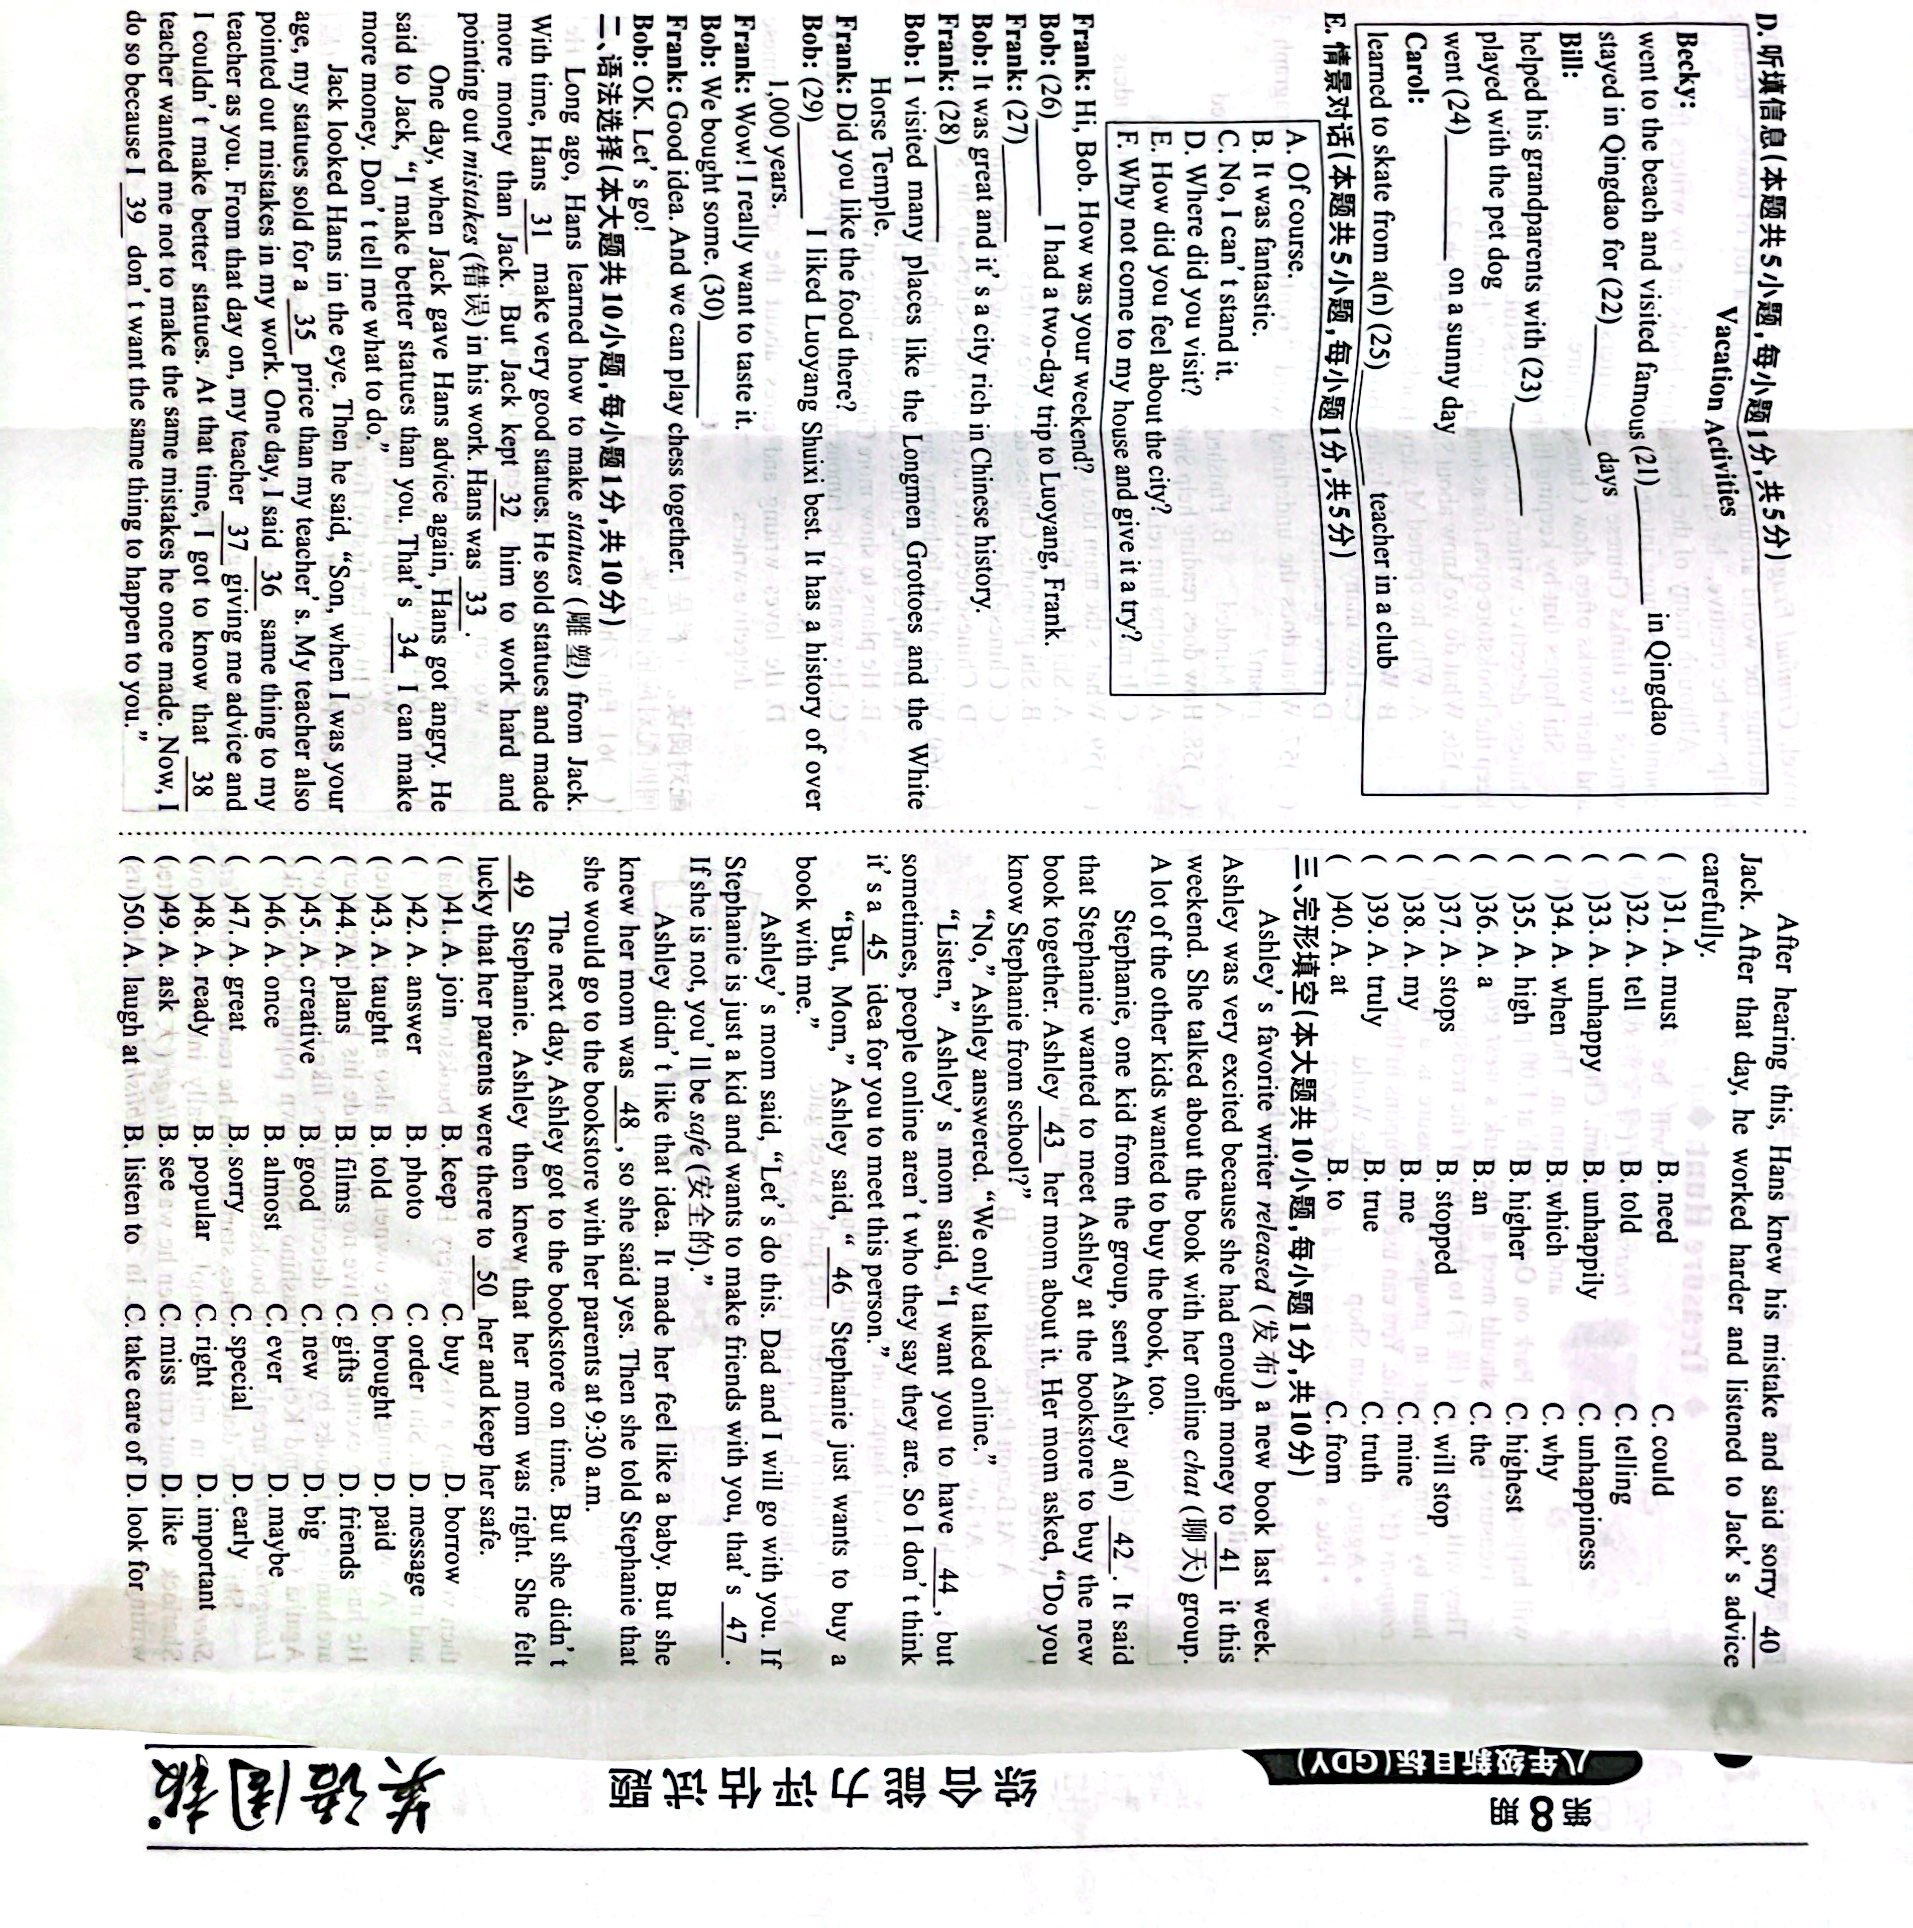 D. 听填信息(本题共5小题,每小题1分,共5分)
Vacation Activities
Becky:
went to the beach and visited famous (21)________ in Qingdao
stayed in Qingdao for (22)________ days
Bill:
helped his grandparents with (23)________
played with the pet dog
went (24)________ on a sunny day
Carol:
learned to skate from a(n) (25)________ teacher in a club
E. 情景对话(本题共5小题,每小题1分,共5分)
A. Of course.
B. It was fantastic.
C. No, I can't stand it.
D. Where did you visit?
E. How did you feel about the city?
F. Why not come to my house and give it a try?
Frank: Hi, Bob. How was your weekend?
Bob: (26)________ I had a two-day trip to Luoyang, Frank.
Frank: (27)________
Bob: It was great and it's a city rich in Chinese history.
Frank: (28)________
Bob: I visited many places like the Longmen Grottoes and the White
Horse Temple.
Frank: Did you like the food there?
Bob: (29)________ I liked Luoyang Shuixi best. It has a history of over
1,000 years.
Frank: Wow! I really want to taste it.
Bob: We bought some. (30)________
Frank: Good idea. And we can play chess together.
Bob: OK. Let's go!
二、语法选择(本大题共10小题,每小题1分,共10分)
Long ago, Hans learned how to make statues (雕塑) from Jack.
With time, Hans 31 make very good statues. He sold statues and made
more money than Jack. But Jack kept 32 him to work hard and
pointing out mistakes (错误) in his work. Hans was 33 .
One day, when Jack gave Hans advice again, Hans got angry. He
said to Jack, "I make better statues than you. That's 34 I can make
more money. Don't tell me what to do."
Jack looked Hans in the eye. Then he said, "Son, when I was your
age, my statues sold for a 35 price than my teacher's. My teacher also
pointed out mistakes in my work. One day, I said 36 same thing to my
teacher as you. From that day on, my teacher 37 giving me advice and
I couldn't make better statues. At that time, I got to know that 38
teacher wanted me not to make the same mistakes he once made. Now, I
do so because I 39 don't want the same thing to happen to you."
After hearing this, Hans knew his mistake and said sorry 40
Jack. After that day, he worked harder and listened to Jack's advice
carefully.
( )31. A. must B. need C. could
( )32. A. tell B. told C. telling
( )33. A. unhappy B. unhappily C. unhappiness
( )34. A. when B. which C. why
( )35. A. high B. higher C. highest
( )36. A. a B. an C. the
( )37. A. stops B. stopped C. will stop
( )38. A. my B. me C. mine
( )39. A. truly B. true C. truth
( )40. A. at B. to C. from
三、完形填空(本大题共10小题,每小题1分,共10分)
Ashley's favorite writer released (发布) a new book last week.
Ashley was very excited because she had enough money to 41 it this
weekend. She talked about the book with her online chat (聊天) group.
A lot of the other kids wanted to buy the book, too.
Stephanie, one kid from the group, sent Ashley a(n) 42 . It said
that Stephanie wanted to meet Ashley at the bookstore to buy the new
book together. Ashley 43 her mom about it. Her mom asked, "Do you
know Stephanie from school?"
"No," Ashley answered. "We only talked online."
"Listen," Ashley's mom said, "I want you to have 44 , but
sometimes, people online aren't who they say they are. So I don't think
it's a 45 idea for you to meet this person."
"But, Mom," Ashley said, " 46 Stephanie just wants to buy a
book with me."
Ashley's mom said, "Let's do this. Dad and I will go with you. If
Stephanie is just a kid and wants to make friends with you, that's 47 .
If she is not, you'll be safe (安全的)."
Ashley didn't like that idea. It made her feel like a baby. But she
knew her mom was 48 , so she said yes. Then she told Stephanie that
she would go to the bookstore with her parents at 9:30 a.m.
The next day, Ashley got to the bookstore on time. But she didn't
49 Stephanie. Ashley then knew that her mom was right. She felt
lucky that her parents were there to 50 her and keep her safe.
( )41. A. join B. keep C. buy D. borrow
( )42. A. answer B. photo C. order D. message
( )43. A. taught B. told C. brought D. paid
( )44. A. plans B. films C. gifts D. friends
( )45. A. creative B. good C. new D. big
( )46. A. once B. almost C. ever D. maybe
( )47. A. great B. sorry C. special D. early
( )48. A. ready B. popular C. right D. important
( )49. A. ask B. see C. miss D. like
( )50. A. laugh at B. listen to C. take care of D. look for
第8期
八年级新目标(GDY)
综合能力评估试题
英语周报